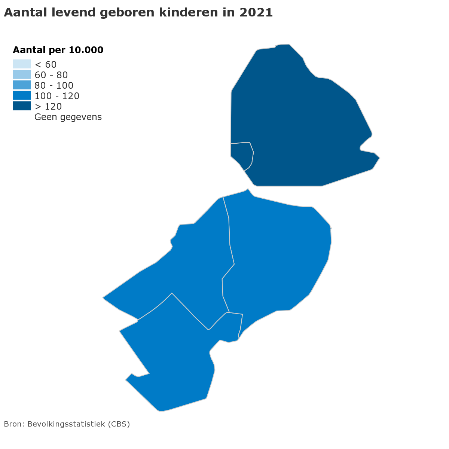 Aantal levend geboren kinderen in 2021
Aantal per 10.000
< 60
60 - 80
80 - 100
100 - 120
> 120
Geen gegevens
Bron: Bevolkingsstatistiek (CBS)